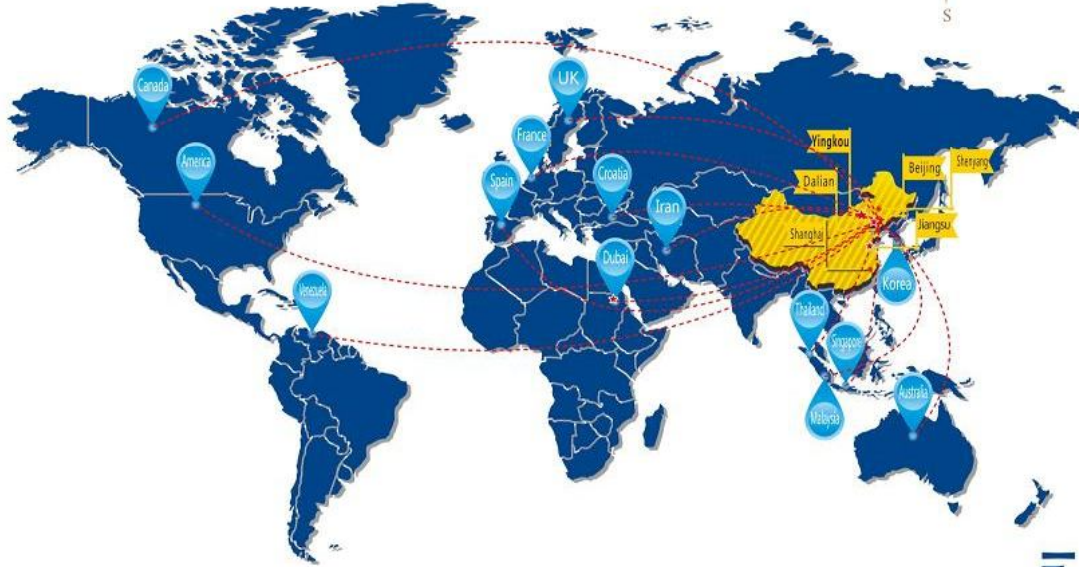 S
Canada
UK
Yingkou
France
America
Beijing
Shenyang
Spain
Croatia
Dalian
Iran
Shanghai
Jiangsu
Dubai
Korea
Venezuela
Thailand
Singapore
Australia
Malaysia